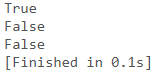 True
False
False
[Finished in 0.1s]